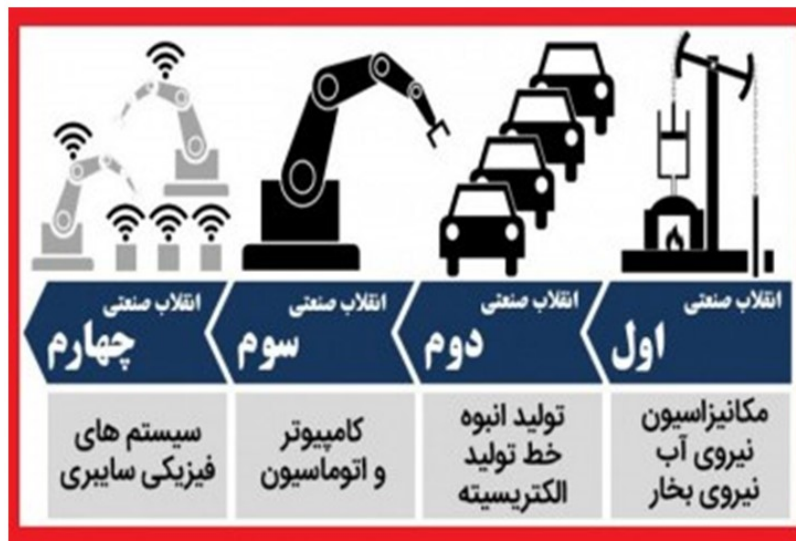 انقلاب صنعتی
اول
انقلاب صنعتی
دوم
انقلاب صنعتی
سوم
انقلاب صنعتی
چهارم
مکانیزاسیون
نیروی آب
نیروی بخار
تولید انبوه
خط تولید
الکتریسیته
کامپیوتر
و اتوماسیون
سیستم های
فیزیکی سایبری